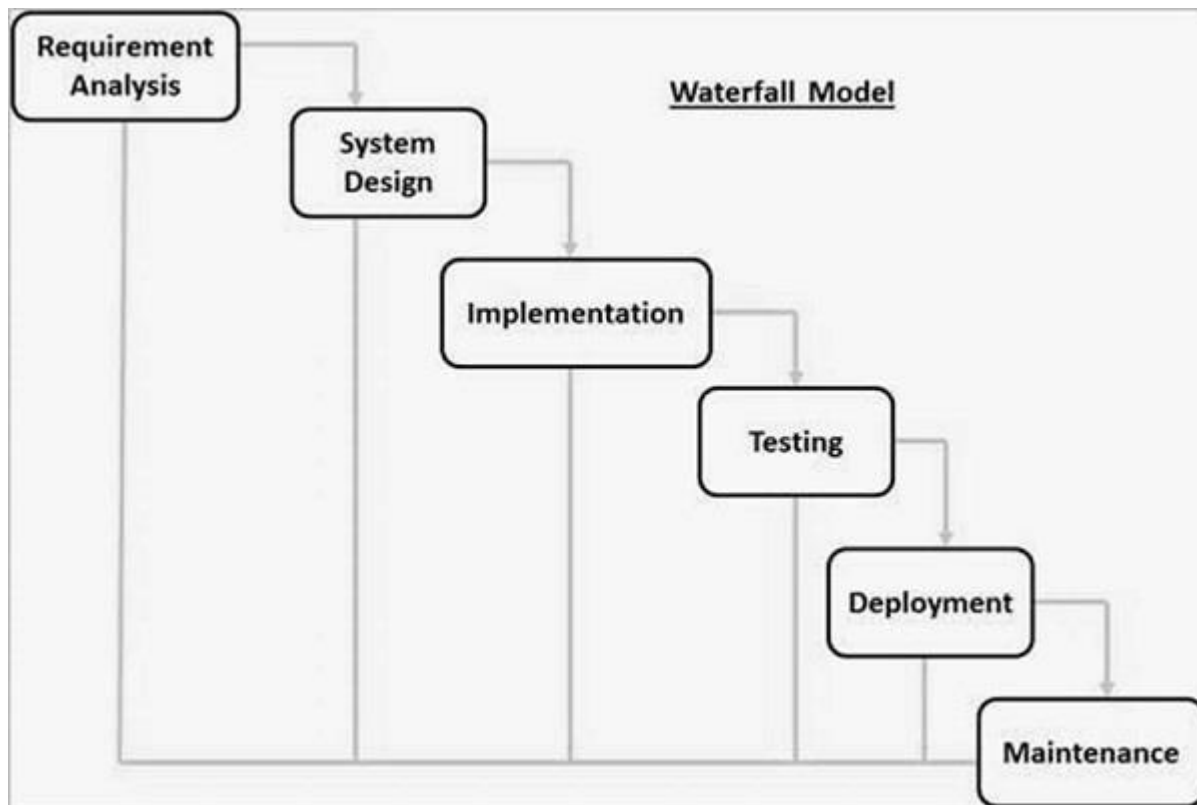 Requirement
Analysis
Waterfall Model
System
Design
Implementation
Testing
Deployment
Maintenance